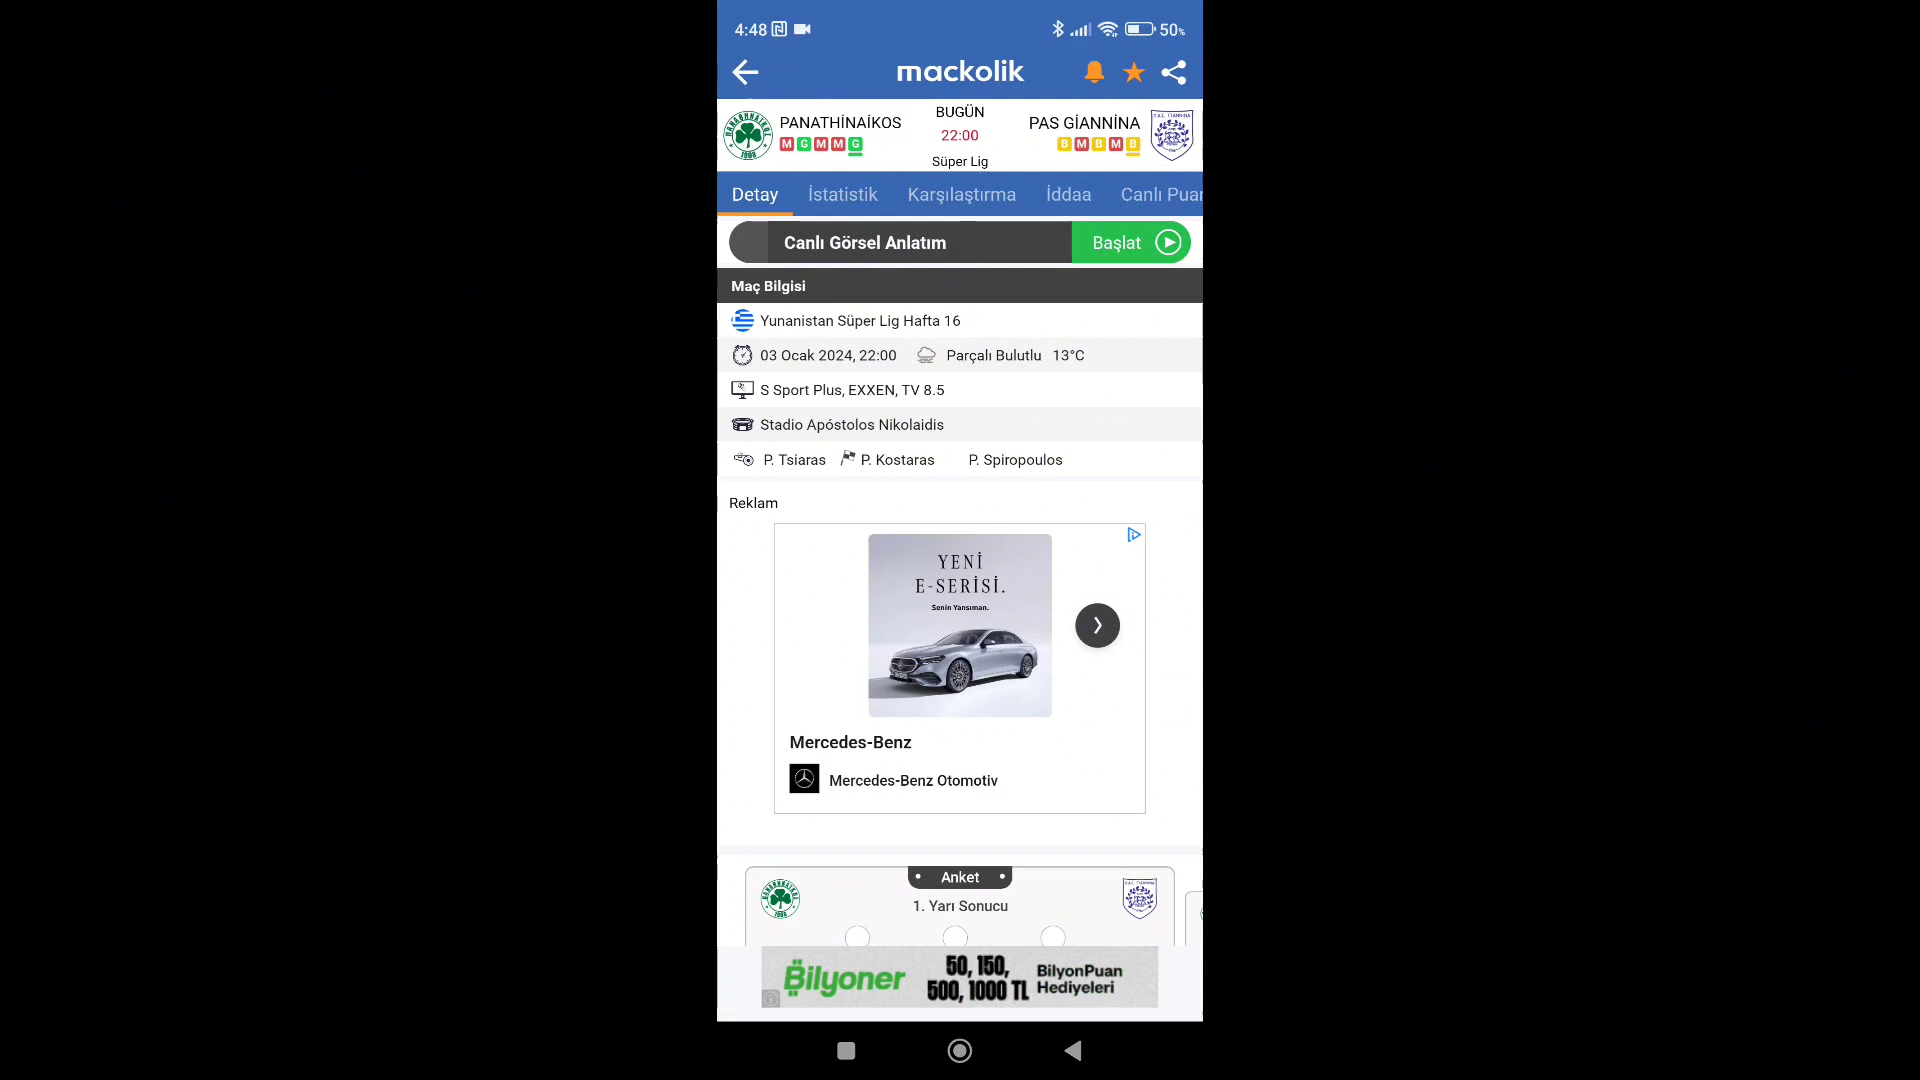 4:48 50%
mackolik
PANATHİNAİKOS BUGÜN PAS GİANNİNA
M G M M G 22:00 B M B M B
Süper Lig
Detay İstatistik Karşılaştırma İddaa Canlı Puan
Canlı Görsel Anlatım Başlat
Maç Bilgisi
Yunanistan Süper Lig Hafta 16
03 Ocak 2024, 22:00 Parçalı Bulutlu 13°C
S Sport Plus, EXXEN, TV 8.5
Stadio Apóstolos Nikolaidis
P. Tsiaras P. Kostaras P. Spiropoulos
Reklam
YENİ
E-SERİSİ.
Senin Yansıman.
Mercedes-Benz
Mercedes-Benz Otomotiv
Anket
1. Yarı Sonucu
Bilyoner 50, 150, 500, 1000 TL BilyonPuan Hediyeleri